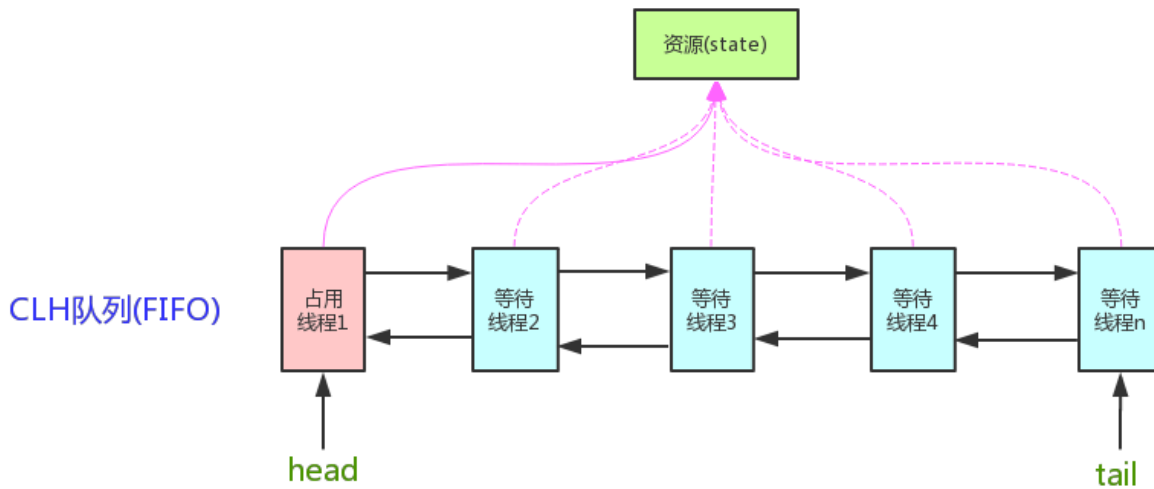 资源(state)
CLH队列(FIFO)
占用
线程1
等待
线程2
等待
线程3
等待
线程4
等待
线程n
head
tail